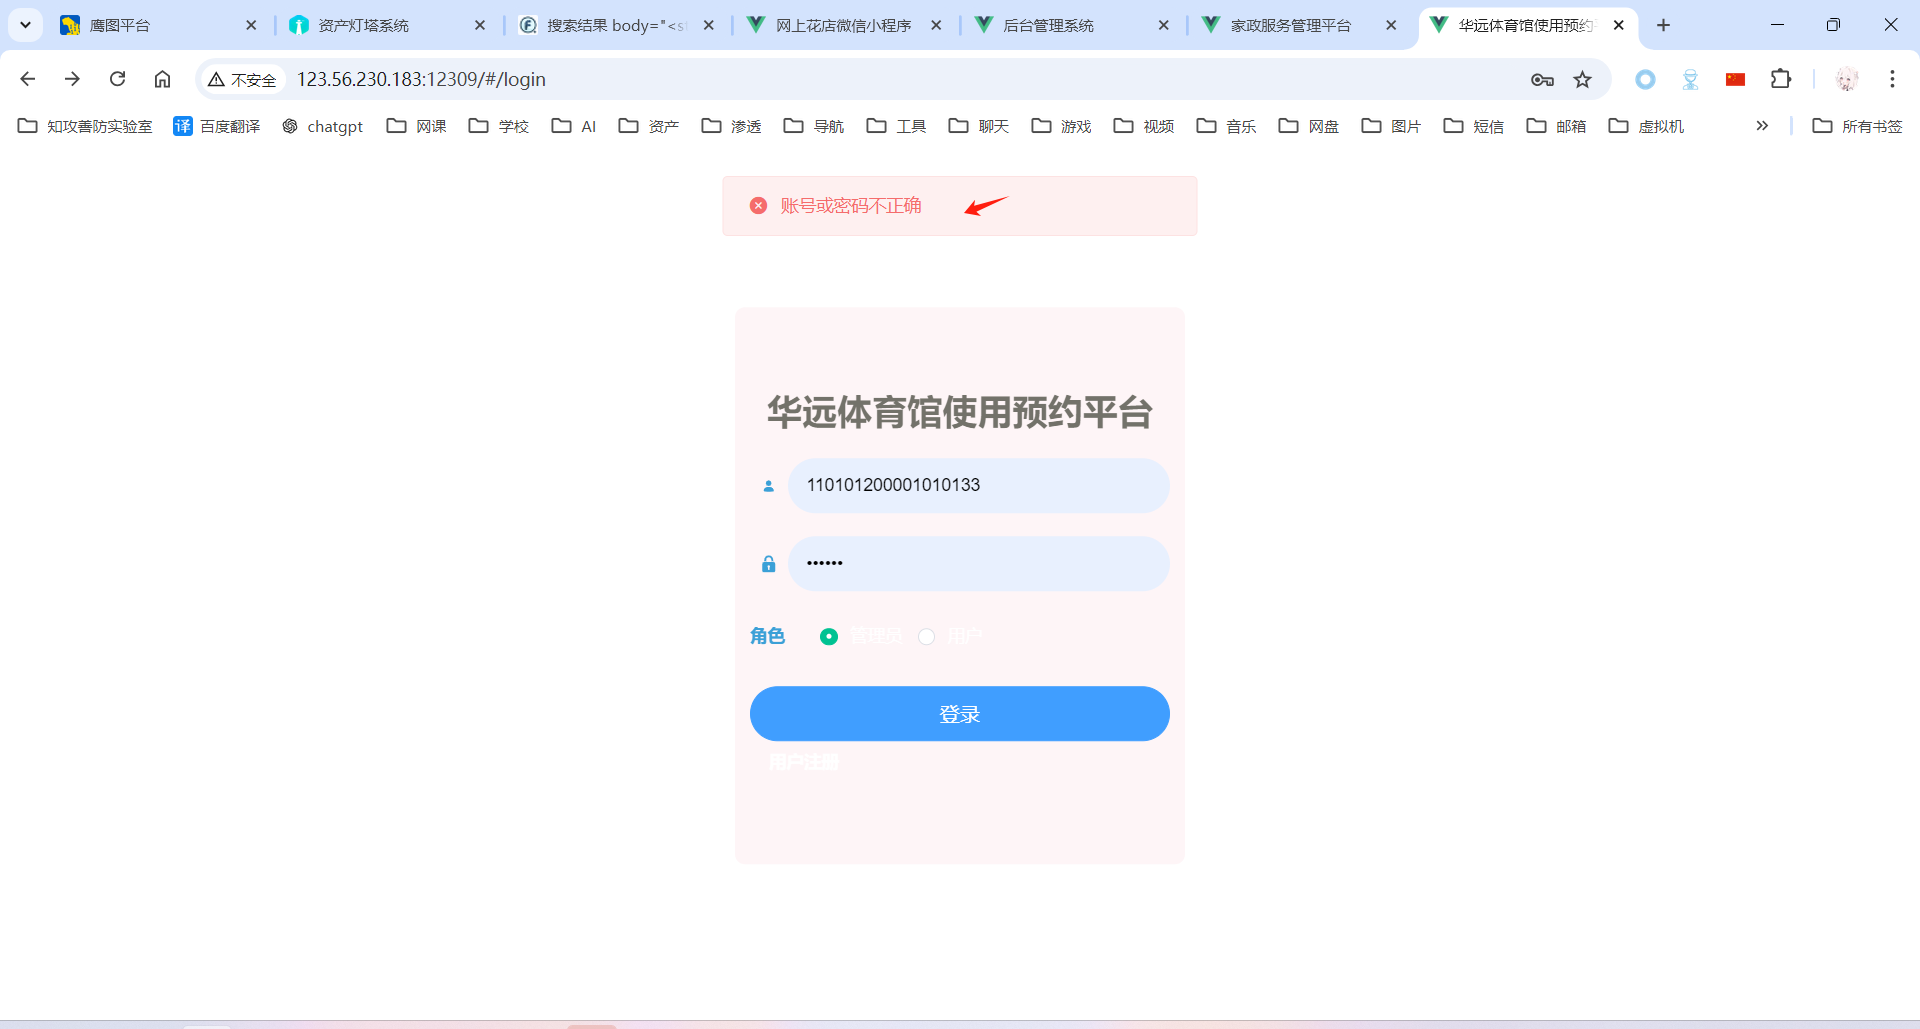 鹰图平台
资产灯塔系统
搜索结果 body="<s
网上花店微信小程序
后台管理系统
家政服务管理平台
华远体育馆使用预约
不安全
123.56.230.183:12309/#/login
知攻善防实验室
百度翻译
chatgpt
网课
学校
AI
资产
渗透
导航
工具
聊天
游戏
视频
音乐
网盘
图片
短信
邮箱
虚拟机
所有书签
账号或密码不正确
华远体育馆使用预约平台
110101200001010133
••••••
角色 管理员 用户
登录
用户注册